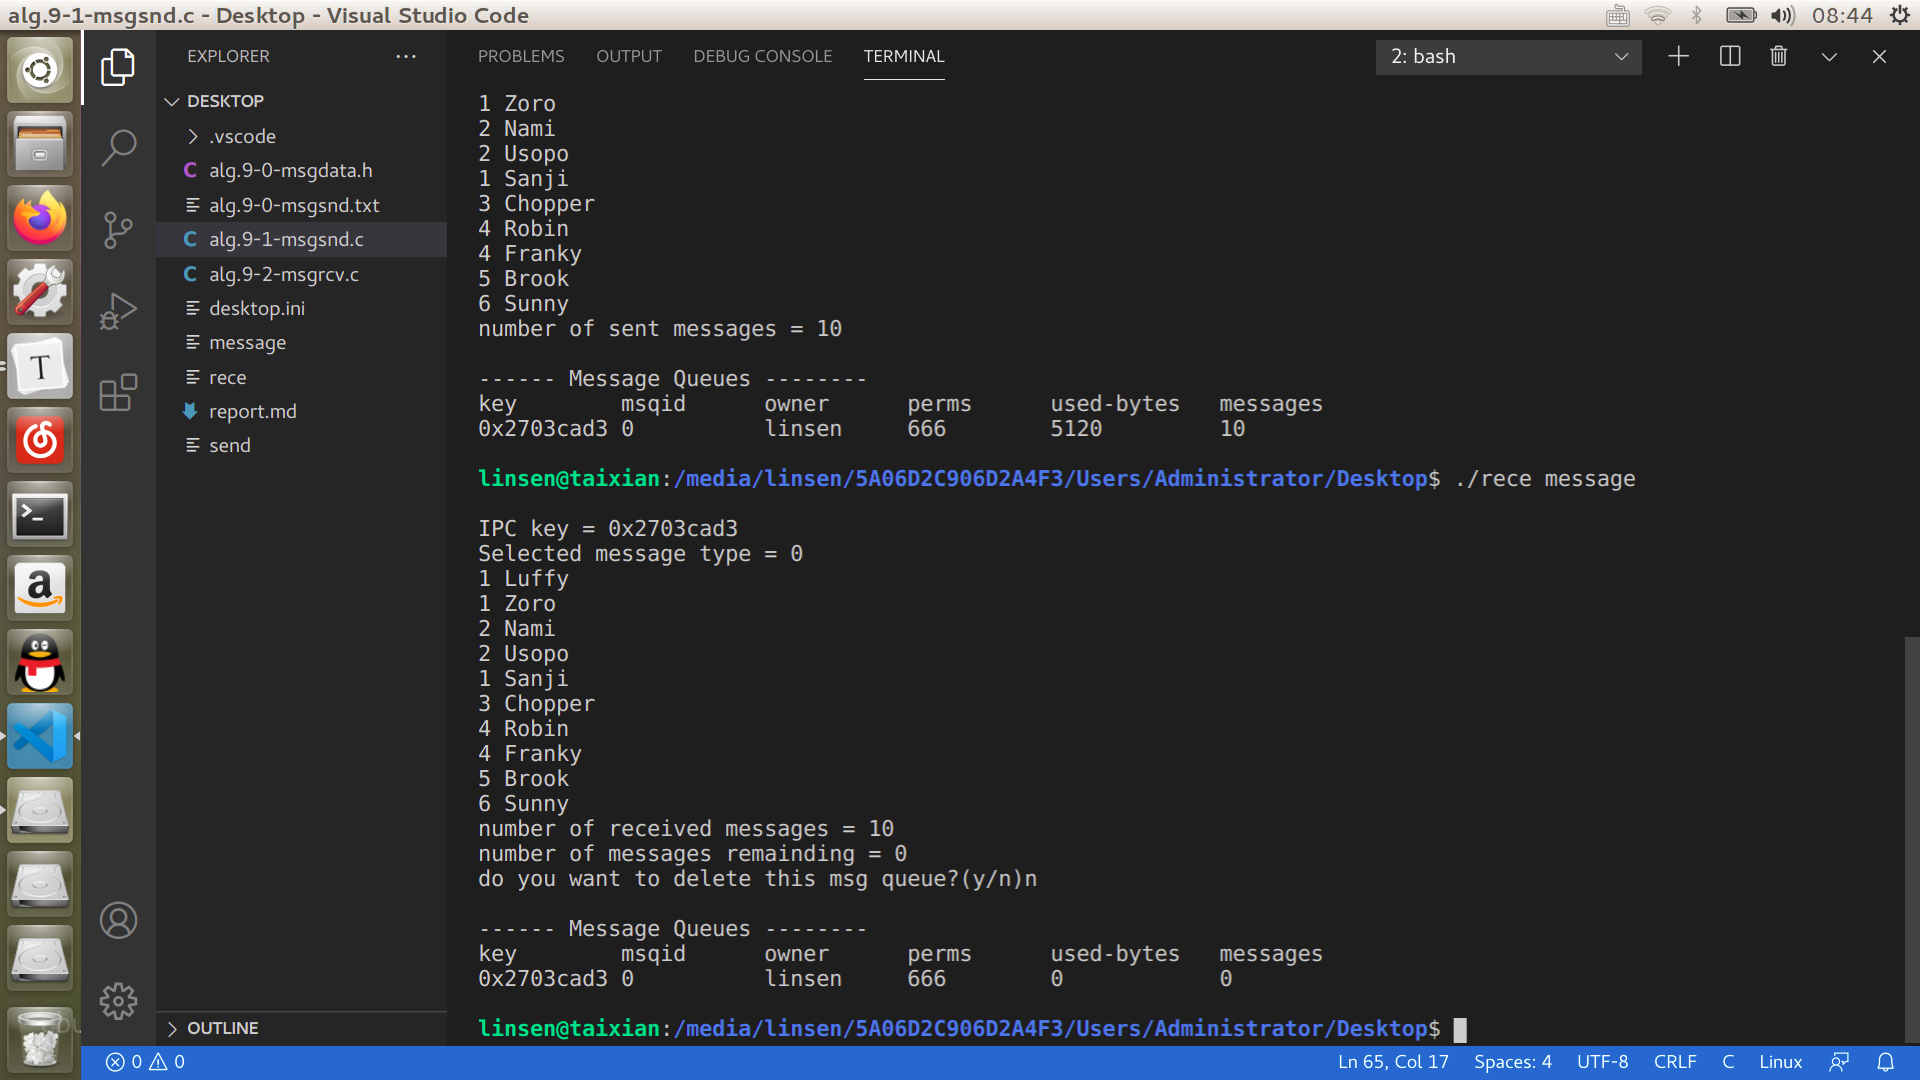 alg.9-1-msgsnd.c - Desktop - Visual Studio Code
08:44
EXPLORER
DESKTOP
.vscode
alg.9-0-msgdata.h
alg.9-0-msgsnd.txt
alg.9-1-msgsnd.c
alg.9-2-msgrcv.c
desktop.ini
message
rece
report.md
send
OUTLINE
PROBLEMS OUTPUT DEBUG CONSOLE TERMINAL
2: bash
1 Zoro
2 Nami
2 Usopo
1 Sanji
3 Chopper
4 Robin
4 Franky
5 Brook
6 Sunny
number of sent messages = 10
------ Message Queues --------
key msqid owner perms used-bytes messages
0x2703cad3 0 linsen 666 5120 10
linsen@taixian:/media/linsen/5A06D2C906D2A4F3/Users/Administrator/Desktop$ ./rece message
IPC key = 0x2703cad3
Selected message type = 0
1 Luffy
1 Zoro
2 Nami
2 Usopo
1 Sanji
3 Chopper
4 Robin
4 Franky
5 Brook
6 Sunny
number of received messages = 10
number of messages remainding = 0
do you want to delete this msg queue?(y/n)n
------ Message Queues --------
key msqid owner perms used-bytes messages
0x2703cad3 0 linsen 666 0 0
linsen@taixian:/media/linsen/5A06D2C906D2A4F3/Users/Administrator/Desktop$
0 0
Ln 65, Col 17 Spaces: 4 UTF-8 CRLF C Linux